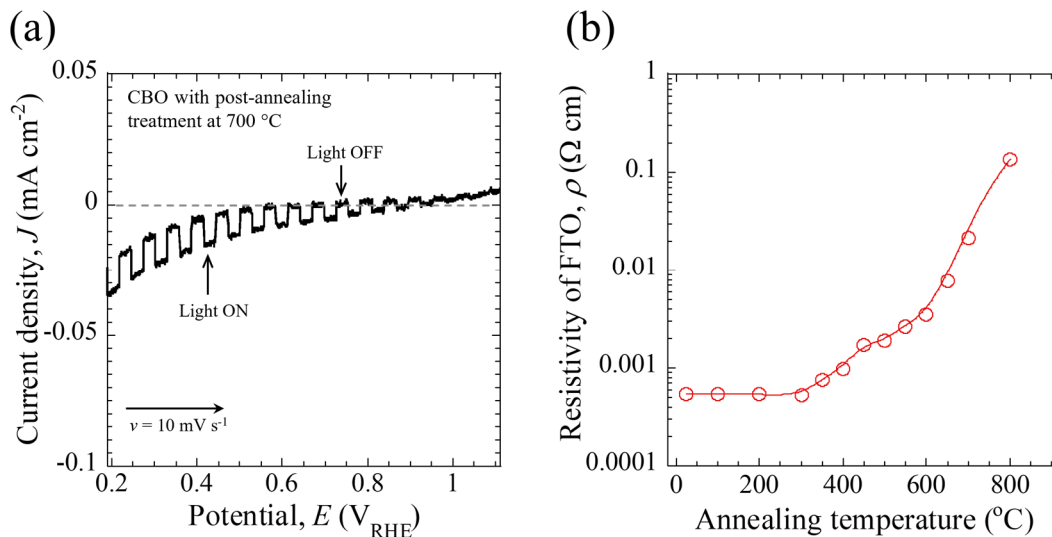 (a)
0.05
0
-0.05
-0.1
Current density, J (mA cm-2)
CBO with post-annealing
treatment at 700 °C
Light OFF
Light ON
v = 10 mV s-1
0.2
0.4
0.6
0.8
1
Potential, E (VRHE)
(b)
1
0.1
0.01
0.001
0.0001
Resistivity of FTO, ρ (Ω cm)
0
200
400
600
800
Annealing temperature (oC)